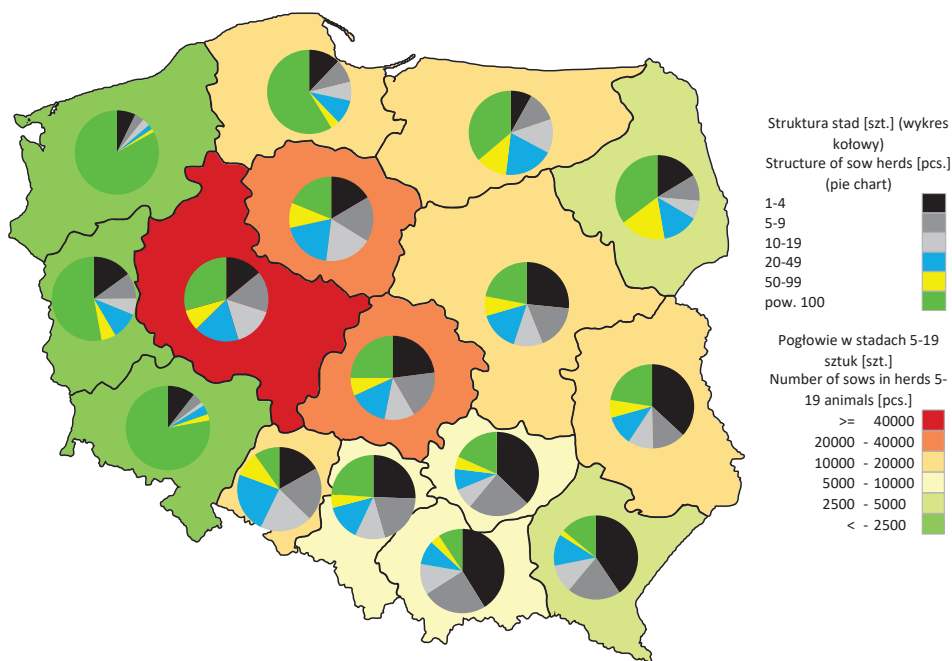 Struktura stad [szt.] (wykres
kołowy)
Structure of sow herds [pcs.]
(pie chart)
1-4
5-9
10-19
20-49
50-99
pow. 100
Pogłowie w stadach 5-19
sztuk [szt.]
Number of sows in herds 5-
19 animals [pcs.]
>= 40000
20000 - 40000
10000 - 20000
5000 - 10000
2500 - 5000
< - 2500